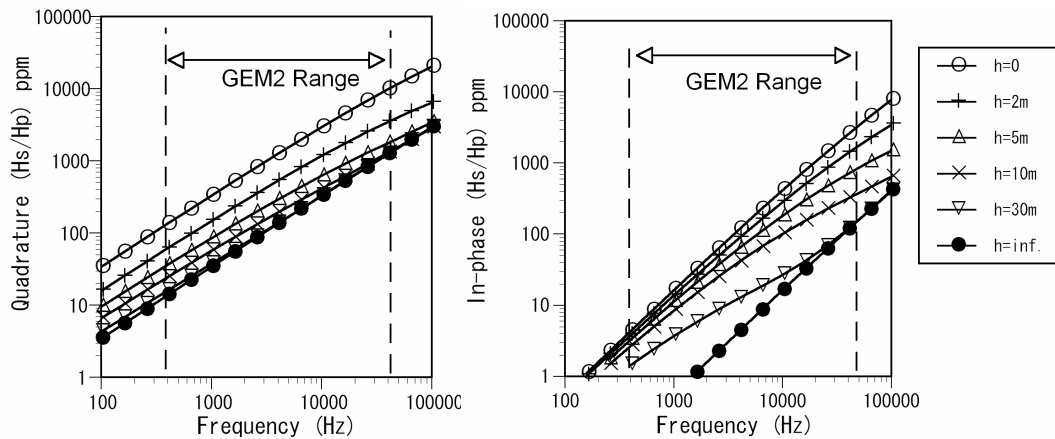 Quadrature (Hs/Hp) ppm
100000
10000
1000
100
10
1
GEM2 Range
100
1000
10000
100000
Frequency (Hz)
In-phase (Hs/Hp) ppm
100000
10000
1000
100
10
1
GEM2 Range
100
1000
10000
100000
Frequency (Hz)
h=0
h=2m
h=5m
h=10m
h=30m
h=inf.